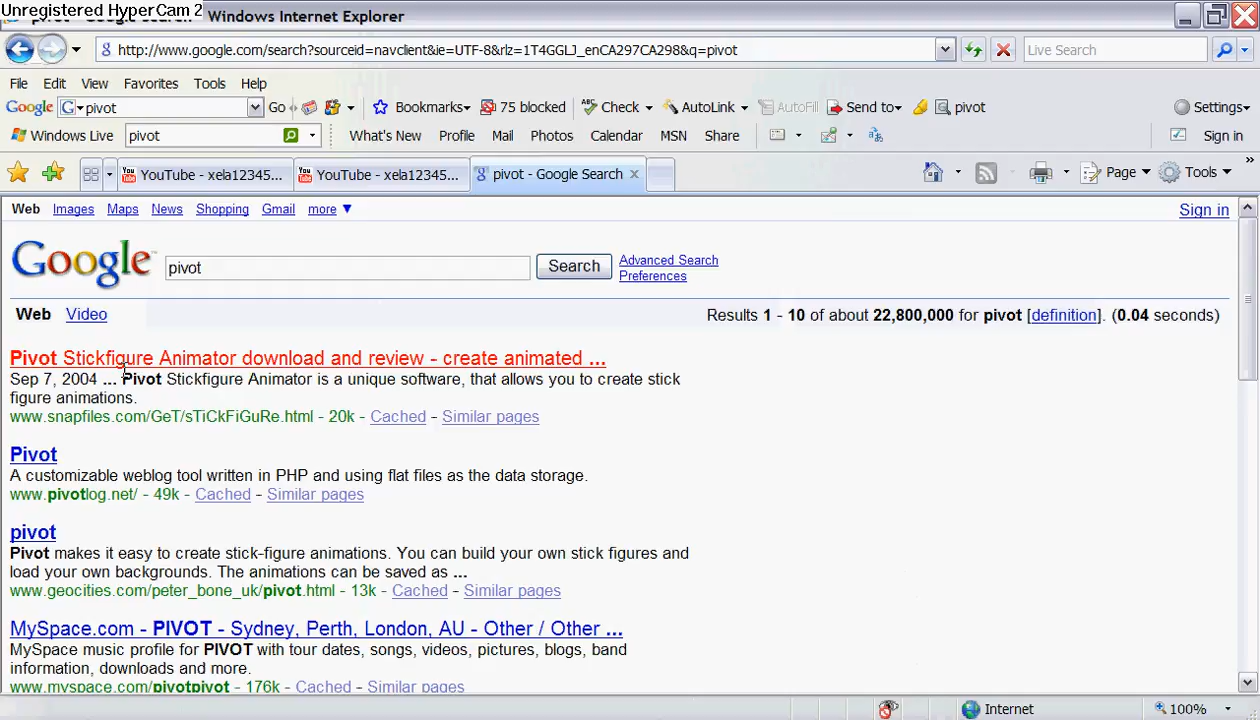 Unregistered HyperCam 2
Windows Internet Explorer
http://www.google.com/search?sourceid=navclient&ie=UTF-8&rlz=1T4GGLJ_enCA297CA298&q=pivot
Live Search
File Edit View Favorites Tools Help
Google pivot Go Bookmarks 75 blocked Check AutoLink AutoFill Send to pivot Settings
Windows Live pivot What's New Profile Mail Photos Calendar MSN Share Sign in
YouTube - xela12345... YouTube - xela12345... pivot - Google Search Page Tools
Web Images Maps News Shopping Gmail more ▼ Sign in
Google pivot Search Advanced Search
Preferences
Web Video Results 1 - 10 of about 22,800,000 for pivot [definition]. (0.04 seconds)
Pivot Stickfigure Animator download and review - create animated ...
Sep 7, 2004 ... Pivot Stickfigure Animator is a unique software, that allows you to create stick
figure animations.
www.snapfiles.com/GeT/sTiCkFiGuRe.html - 20k - Cached - Similar pages
Pivot
A customizable weblog tool written in PHP and using flat files as the data storage.
www.pivotlog.net/ - 49k - Cached - Similar pages
pivot
Pivot makes it easy to create stick-figure animations. You can build your own stick figures and
load your own backgrounds. The animations can be saved as ...
www.geocities.com/peter_bone_uk/pivot.html - 13k - Cached - Similar pages
MySpace.com - PIVOT - Sydney, Perth, London, AU - Other / Other ...
MySpace music profile for PIVOT with tour dates, songs, videos, pictures, blogs, band
information, downloads and more.
www.myspace.com/pivotpivot - 176k - Cached - Similar pages
Internet 100%